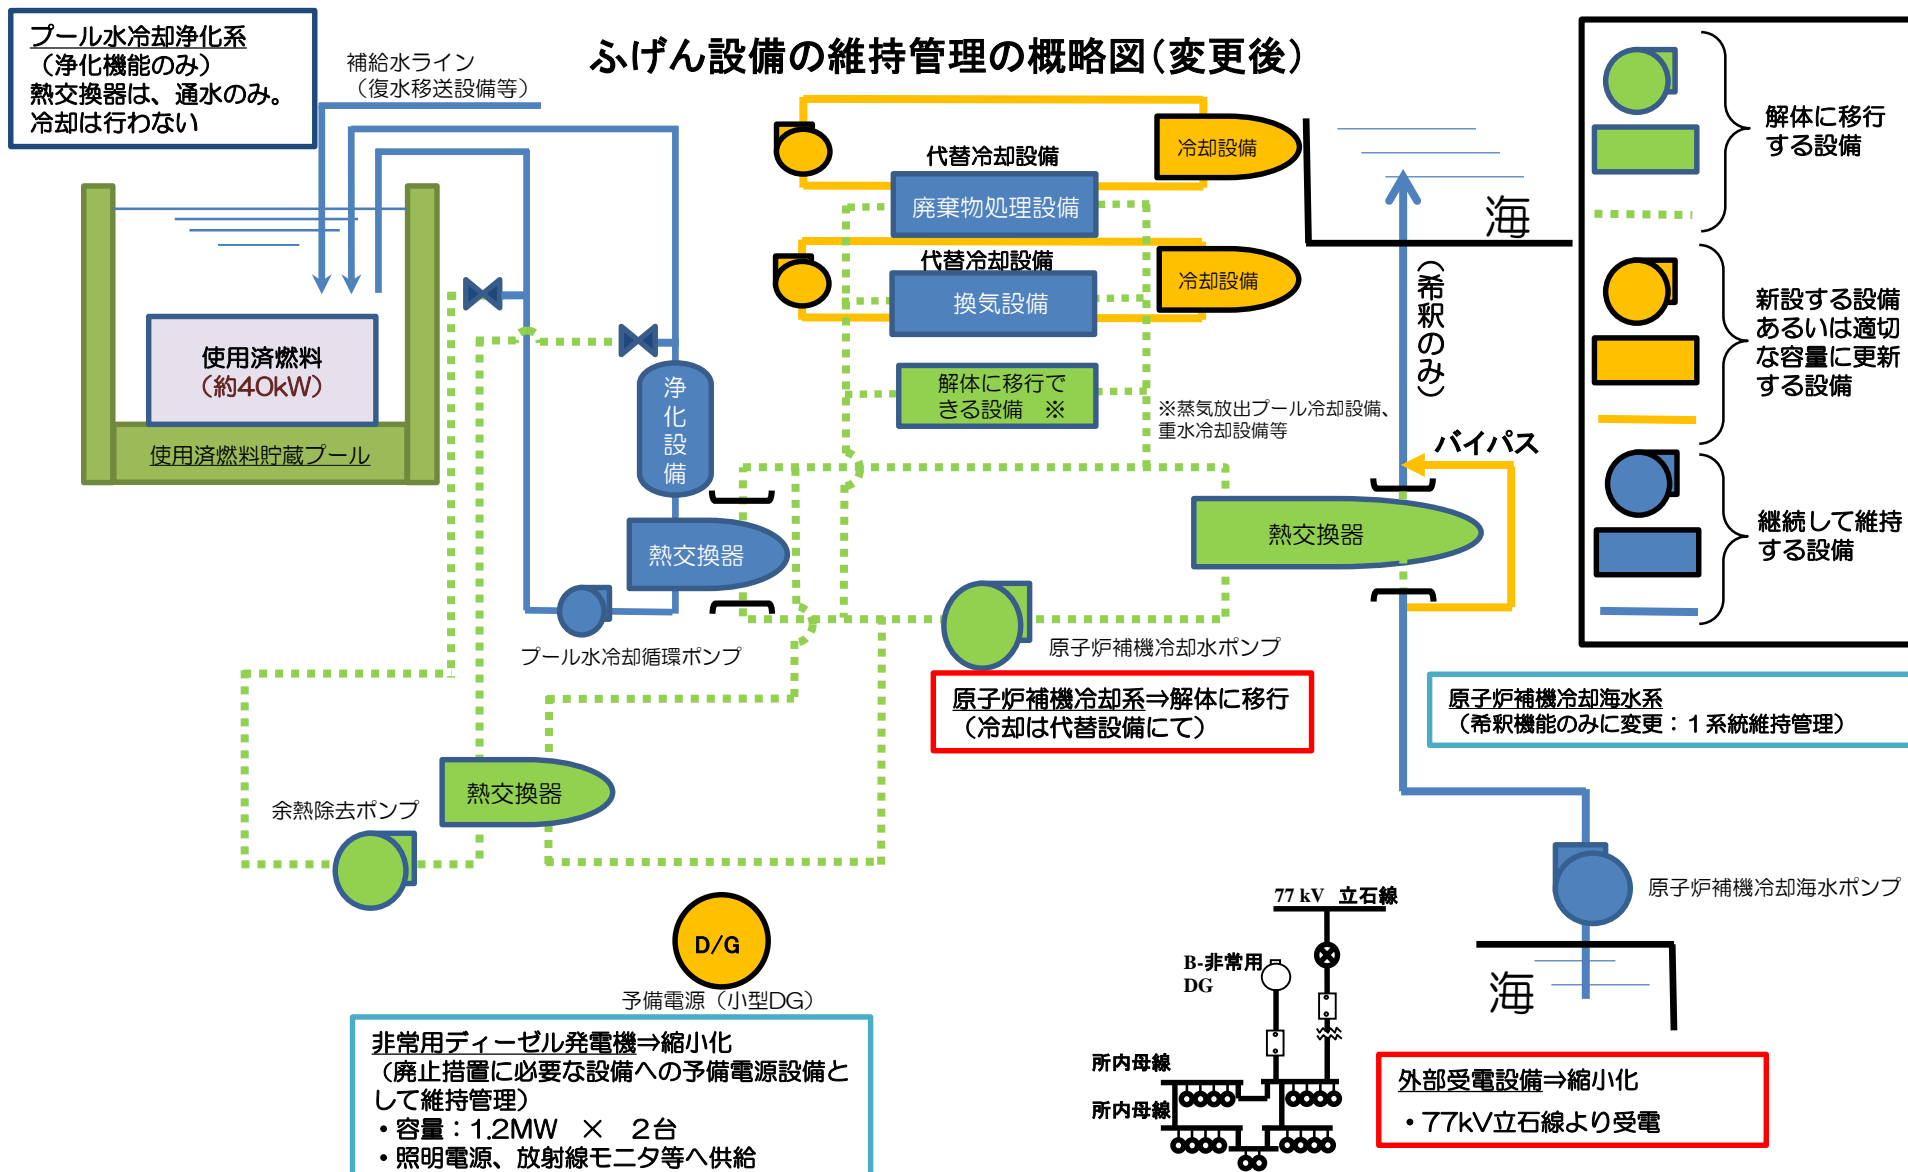 ふげん設備の維持管理の概略図（変更後）
プール水冷却浄化系
（浄化機能のみ）
熱交換器は、通水のみ。
冷却は行わない
補給水ライン
（復水移送設備等）
使用済燃料
（約40kW）
使用済燃料貯蔵プール
浄化設備
熱交換器
プール水冷却循環ポンプ
代替冷却設備
冷却設備
廃棄物処理設備
代替冷却設備
冷却設備
換気設備
解体に移行で
きる設備　※
※蒸気放出プール冷却設備、
重水冷却設備等
海
（希釈のみ）
バイパス
熱交換器
原子炉補機冷却水ポンプ
原子炉補機冷却系⇒解体に移行
（冷却は代替設備にて）
解体に移行
する設備
新設する設備
あるいは適切
な容量に更新
する設備
継続して維持
する設備
原子炉補機冷却海水系
（希釈機能のみに変更：１系統維持管理）
熱交換器
余熱除去ポンプ
原子炉補機冷却海水ポンプ
海
D/G
予備電源（小型DG）
非常用ディーゼル発電機⇒縮小化
（廃止措置に必要な設備への予備電源設備と
して維持管理）
・容量：1.2MW　×　2台
・照明電源、放射線モニタ等へ供給
77 kV　立石線
B-非常用
DG
所内母線
所内母線
外部受電設備⇒縮小化
・77kV立石線より受電